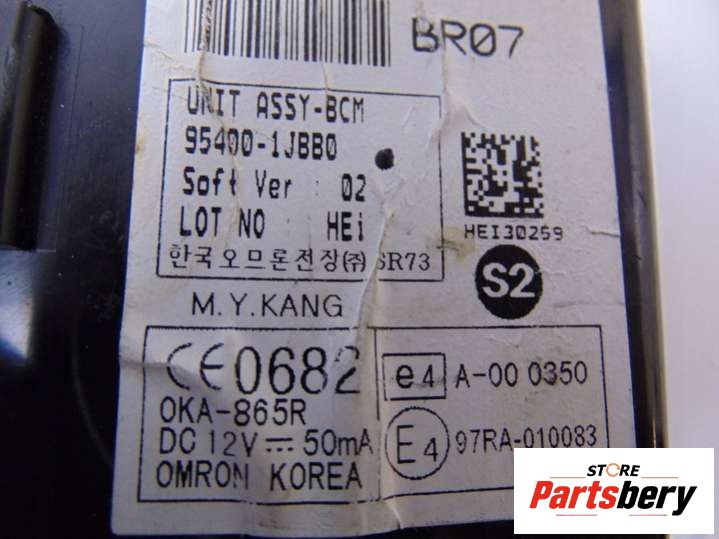 BR07
UNIT ASSY-BCM
95400-1JBB0
Soft Ver : 02
LOT NO : HEi
한국오므론전장(주) SR73
HEI30259
S2
M.Y.KANG
CE0682
e4 A-00 0350
OKA-865R
DC 12V 50mA
E4 97RA-010083
OMRON KOREA
STORE
Partsbery